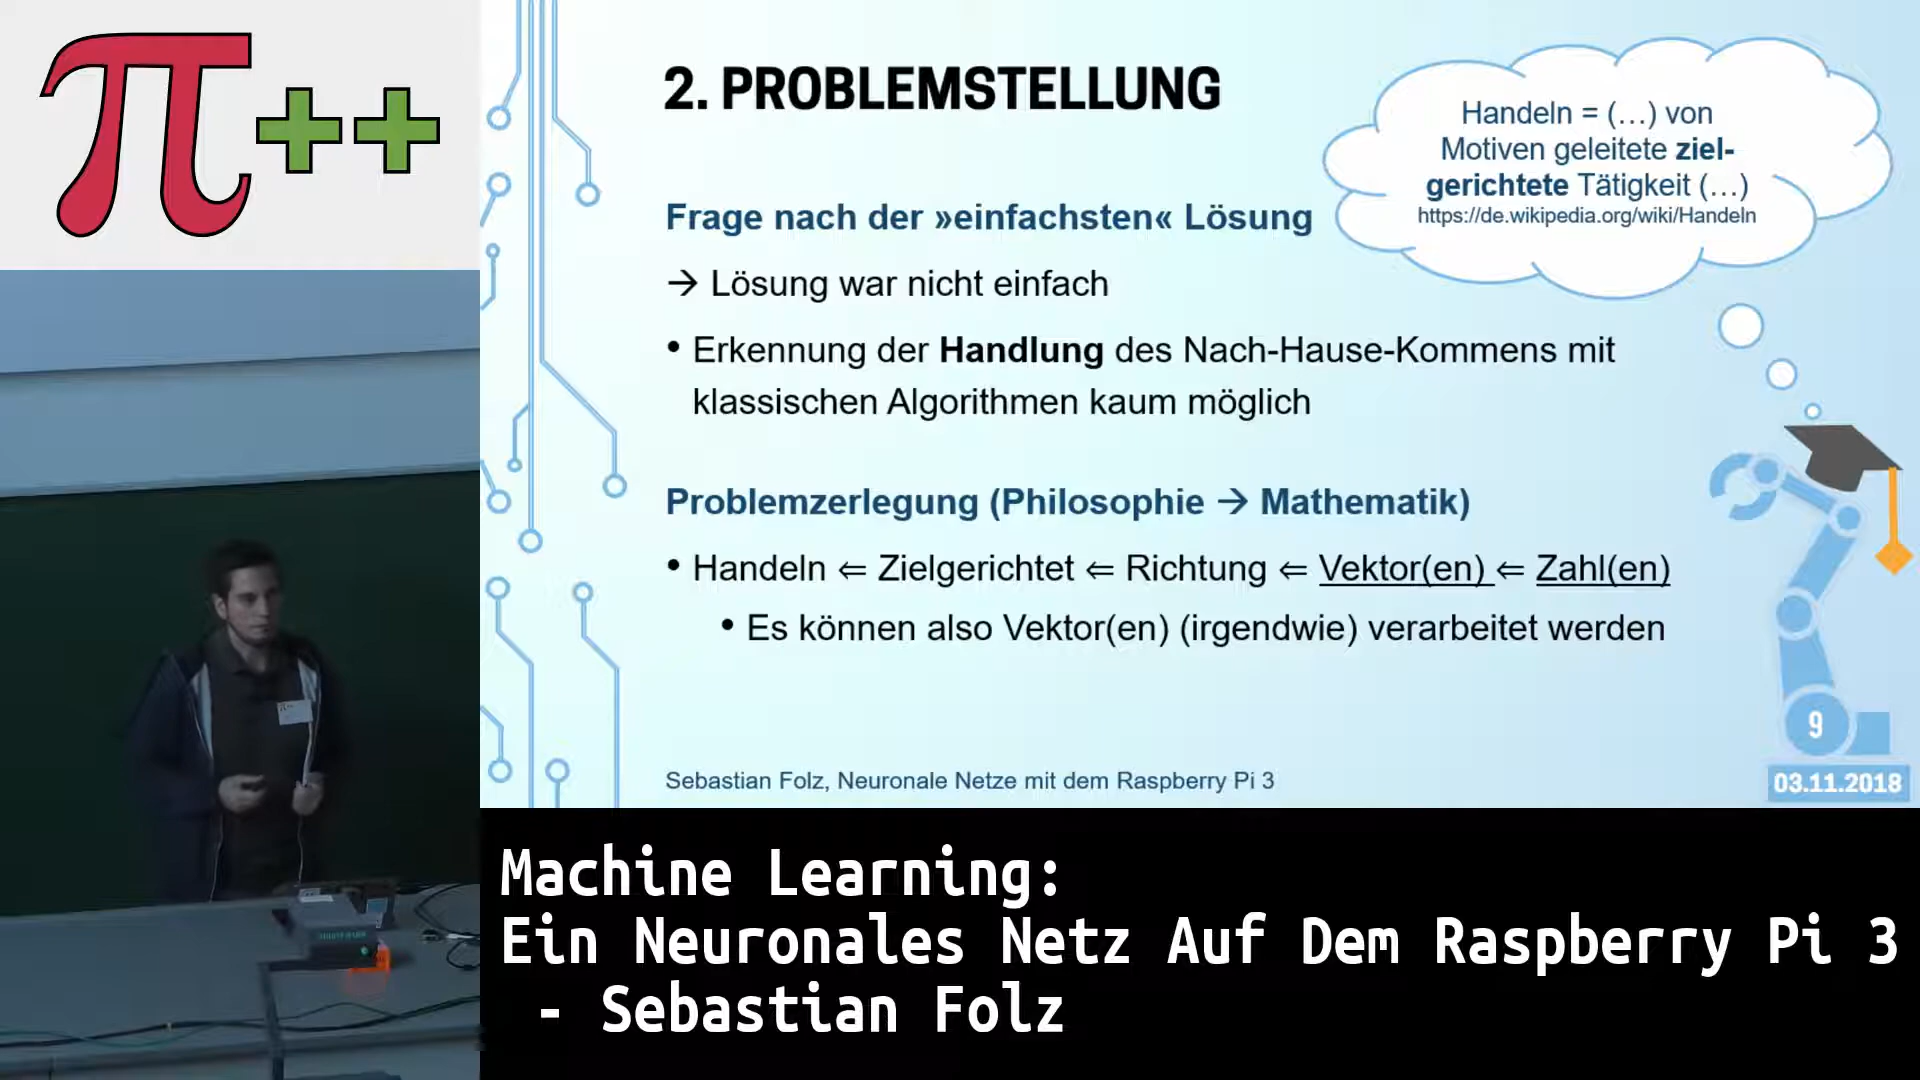 π++
2. PROBLEMSTELLUNG
Handeln = (…) von
Motiven geleitete ziel-
gerichtete Tätigkeit (…)
https://de.wikipedia.org/wiki/Handeln
Frage nach der »einfachsten« Lösung
→ Lösung war nicht einfach
• Erkennung der Handlung des Nach-Hause-Kommens mit
klassischen Algorithmen kaum möglich
Problemzerlegung (Philosophie → Mathematik)
• Handeln ⇐ Zielgerichtet ⇐ Richtung ⇐ Vektor(en) ⇐ Zahl(en)
• Es können also Vektor(en) (irgendwie) verarbeitet werden
9
Sebastian Folz, Neuronale Netze mit dem Raspberry Pi 3
03.11.2018
Machine Learning:
Ein Neuronales Netz Auf Dem Raspberry Pi 3
- Sebastian Folz